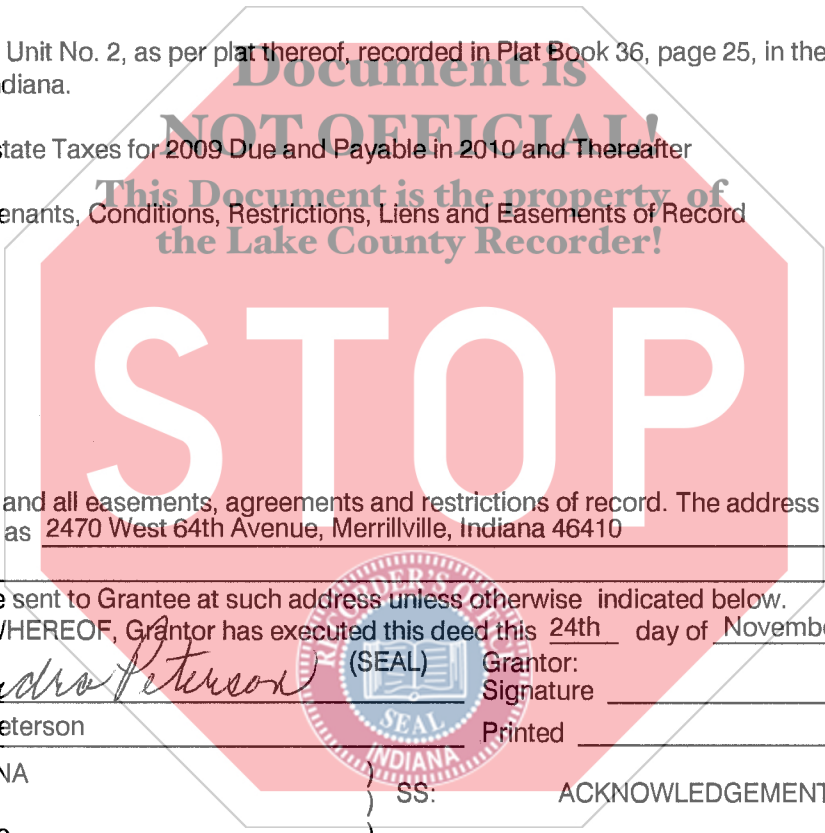 Unit No. 2, as per plat thereof, recorded in Plat Book 36, page 25, in the
Document is
diana.
NOT OFFICIAL!
state Taxes for 2009 Due and Payable in 2010 and Thereafter
This Document is the property of
enants, Conditions, Restrictions, Liens and Easements of Record
the Lake County Recorder!
STOP
and all easements, agreements and restrictions of record. The address
as 2470 West 64th Avenue, Merrillville, Indiana 46410
e sent to Grantee at such address unless otherwise indicated below.
WHEREOF, Grantor has executed this deed this 24th day of Novembe
dra Peterson (SEAL) Grantor:
Signature
eterson Printed
RECORDER'S OFFICE
SEAL
INDIANA
NA
) SS: ACKNOWLEDGEMENT